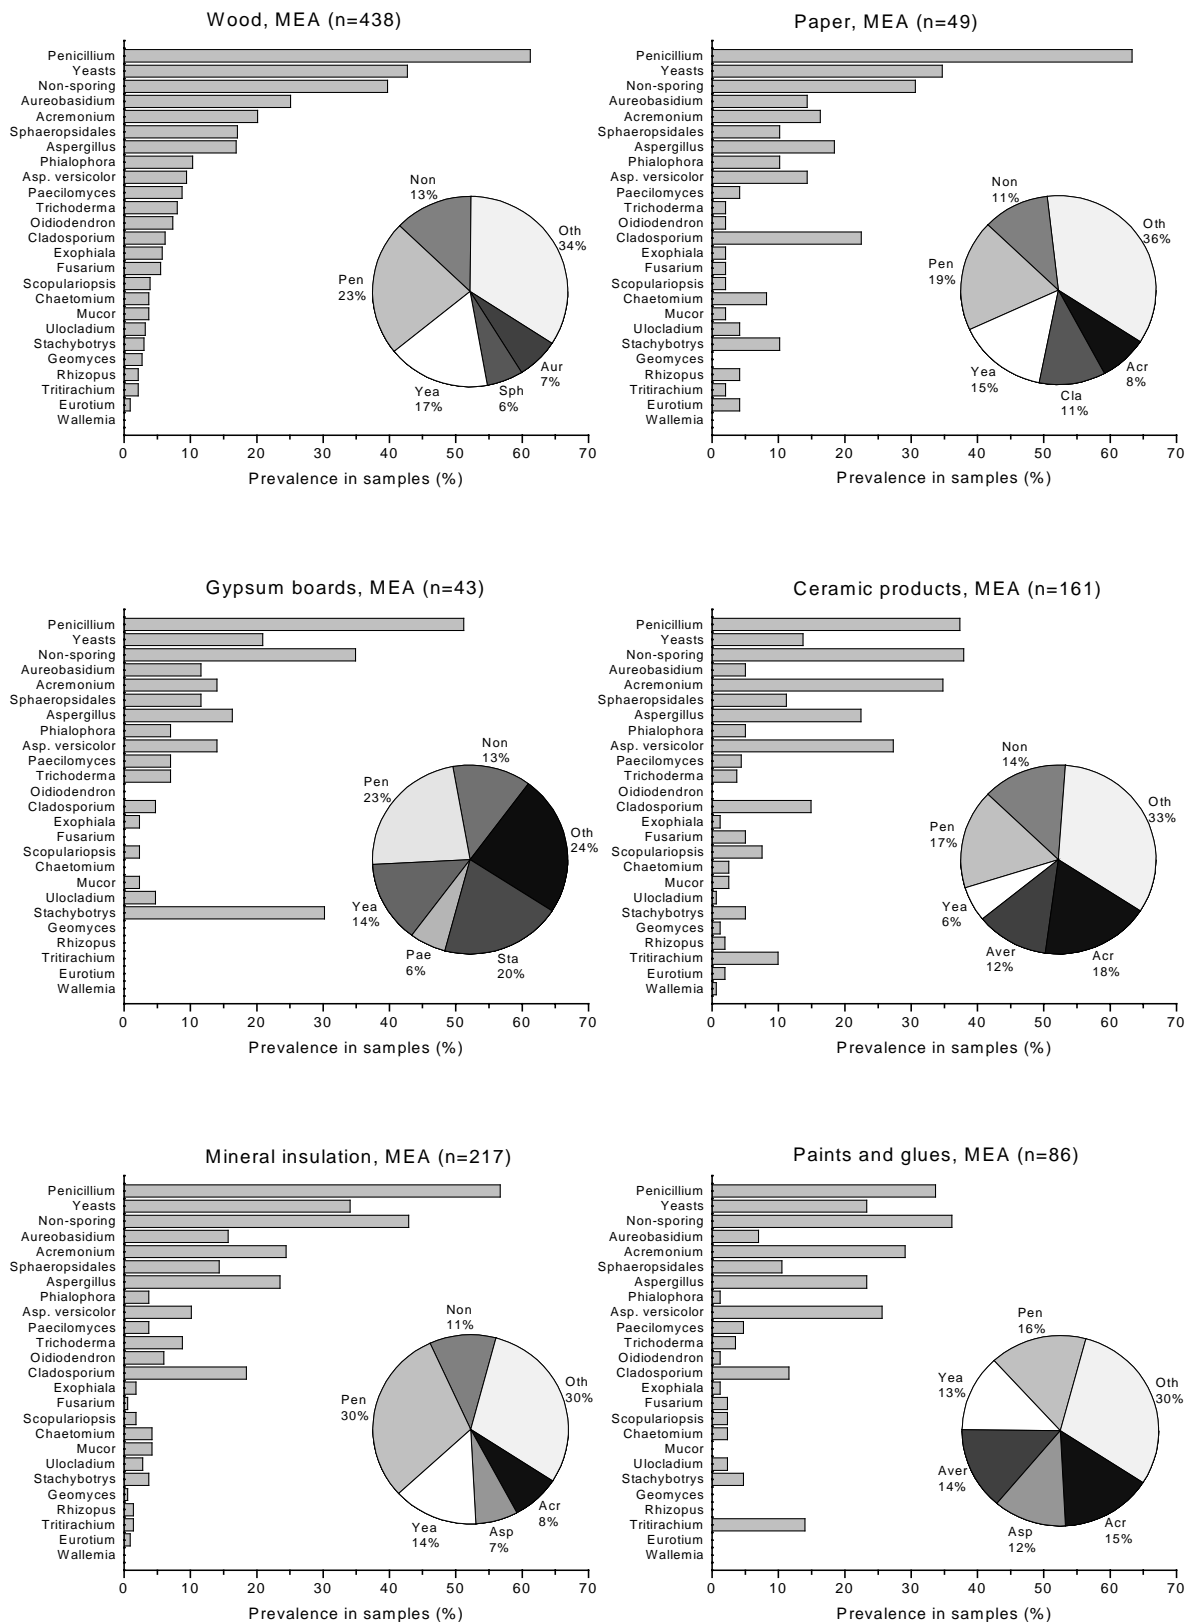 Wood, MEA (n=438)
Penicillium
Yeasts
Non-sporing
Aureobasidium
Acremonium
Sphaeropsidales
Aspergillus
Phialophora
Asp. versicolor
Paecilomyces
Trichoderma
Oidiodendron
Cladosporium
Exophiala
Fusarium
Scopulariopsis
Chaetomium
Mucor
Ulocladium
Stachybotrys
Geomyces
Rhizopus
Tritirachium
Eurotium
Wallemia
Non
13%
Oth
34%
Pen
23%
Aur
7%
Sph
6%
Yea
17%
0 10 20 30 40 50 60 70
Prevalence in samples (%)
Paper, MEA (n=49)
Penicillium
Yeasts
Non-sporing
Aureobasidium
Acremonium
Sphaeropsidales
Aspergillus
Phialophora
Asp. versicolor
Paecilomyces
Trichoderma
Oidiodendron
Cladosporium
Exophiala
Fusarium
Scopulariopsis
Chaetomium
Mucor
Ulocladium
Stachybotrys
Geomyces
Rhizopus
Tritirachium
Eurotium
Wallemia
Non
11%
Oth
36%
Pen
19%
Acr
8%
Yea
15%
Cla
11%
0 10 20 30 40 50 60 70
Prevalence in samples (%)
Gypsum boards, MEA (n=43)
Penicillium
Yeasts
Non-sporing
Aureobasidium
Acremonium
Sphaeropsidales
Aspergillus
Phialophora
Asp. versicolor
Paecilomyces
Trichoderma
Oidiodendron
Cladosporium
Exophiala
Fusarium
Scopulariopsis
Chaetomium
Mucor
Ulocladium
Stachybotrys
Geomyces
Rhizopus
Tritirachium
Eurotium
Wallemia
Non
13%
Pen
23%
Oth
24%
Yea
14%
Pae
6%
Sta
20%
0 10 20 30 40 50 60 70
Prevalence in samples (%)
Ceramic products, MEA (n=161)
Penicillium
Yeasts
Non-sporing
Aureobasidium
Acremonium
Sphaeropsidales
Aspergillus
Phialophora
Asp. versicolor
Paecilomyces
Trichoderma
Oidiodendron
Cladosporium
Exophiala
Fusarium
Scopulariopsis
Chaetomium
Mucor
Ulocladium
Stachybotrys
Geomyces
Rhizopus
Tritirachium
Eurotium
Wallemia
Non
14%
Oth
33%
Pen
17%
Yea
6%
Aver
12%
Acr
18%
0 10 20 30 40 50 60 70
Prevalence in samples (%)
Mineral insulation, MEA (n=217)
Penicillium
Yeasts
Non-sporing
Aureobasidium
Acremonium
Sphaeropsidales
Aspergillus
Phialophora
Asp. versicolor
Paecilomyces
Trichoderma
Oidiodendron
Cladosporium
Exophiala
Fusarium
Scopulariopsis
Chaetomium
Mucor
Ulocladium
Stachybotrys
Geomyces
Rhizopus
Tritirachium
Eurotium
Wallemia
Non
11%
Oth
30%
Pen
30%
Acr
8%
Yea
14%
Asp
7%
0 10 20 30 40 50 60 70
Prevalence in samples (%)
Paints and glues, MEA (n=86)
Penicillium
Yeasts
Non-sporing
Aureobasidium
Acremonium
Sphaeropsidales
Aspergillus
Phialophora
Asp. versicolor
Paecilomyces
Trichoderma
Oidiodendron
Cladosporium
Exophiala
Fusarium
Scopulariopsis
Chaetomium
Mucor
Ulocladium
Stachybotrys
Geomyces
Rhizopus
Tritirachium
Eurotium
Wallemia
Pen
16%
Yea
13%
Oth
30%
Aver
14%
Asp
12%
Acr
15%
0 10 20 30 40 50 60 70
Prevalence in samples (%)